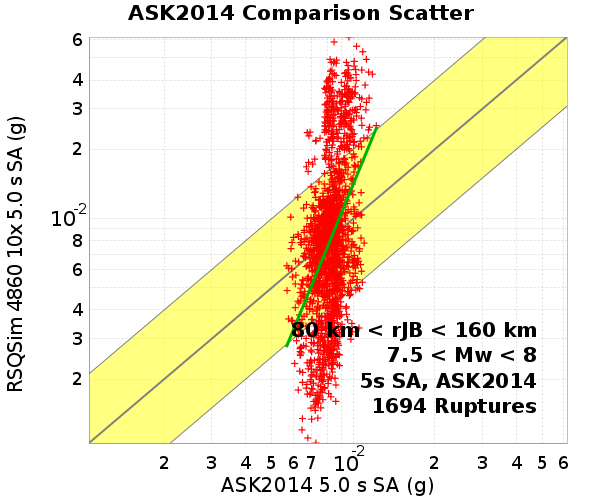 ASK2014 Comparison Scatter
RSQSim 4860 10x 5.0 s SA (g)
6
4
3
2
10-2
8
6
4
3
2
80 km < rJB < 160 km
7.5 < Mw < 8
5s SA, ASK2014
1694 Ruptures
2 3 4 5 6 7 10-2 2 3 4 5 6
ASK2014 5.0 s SA (g)